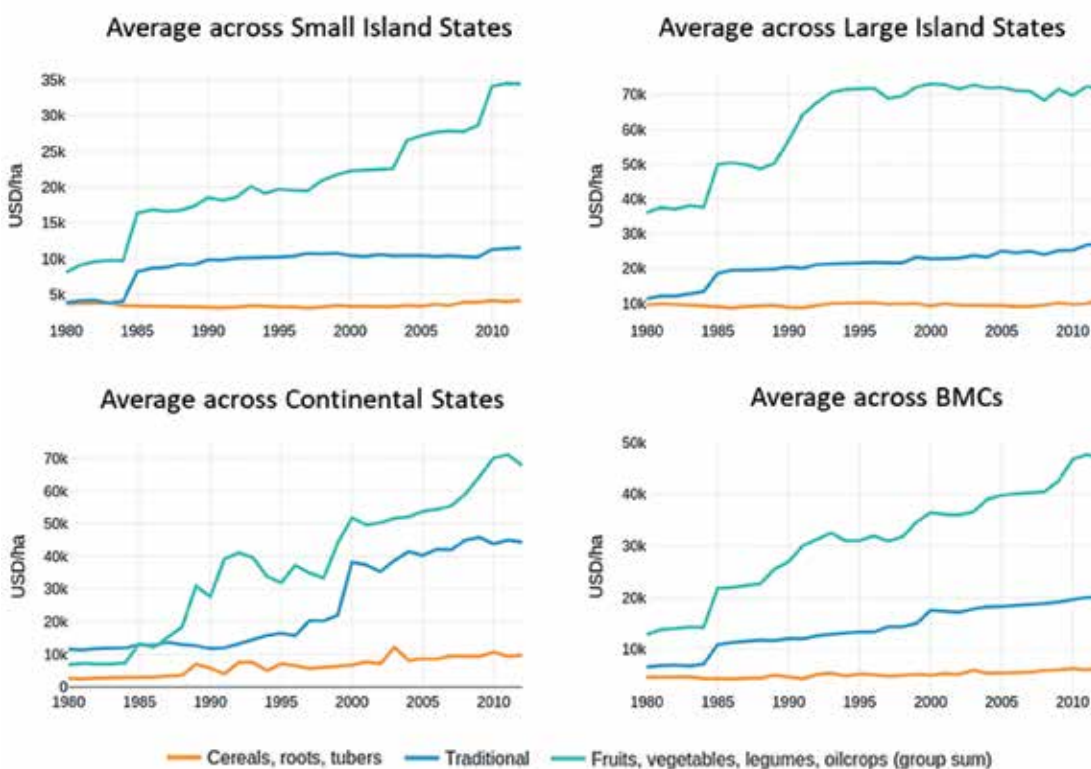 Average across Small Island States
USD/ha
35k
30k
25k
20k
15k
10k
5k
1980 1985 1990 1995 2000 2005 2010
Average across Large Island States
USD/ha
70k
60k
50k
40k
30k
20k
10k
1980 1985 1990 1995 2000 2005 2010
Average across Continental States
USD/ha
70k
60k
50k
40k
30k
20k
10k
0
1980 1985 1990 1995 2000 2005 2010
Average across BMCs
USD/ha
50k
40k
30k
20k
10k
1980 1985 1990 1995 2000 2005 2010
Cereals, roots, tubers Traditional Fruits, vegetables, legumes, oilcrops (group sum)